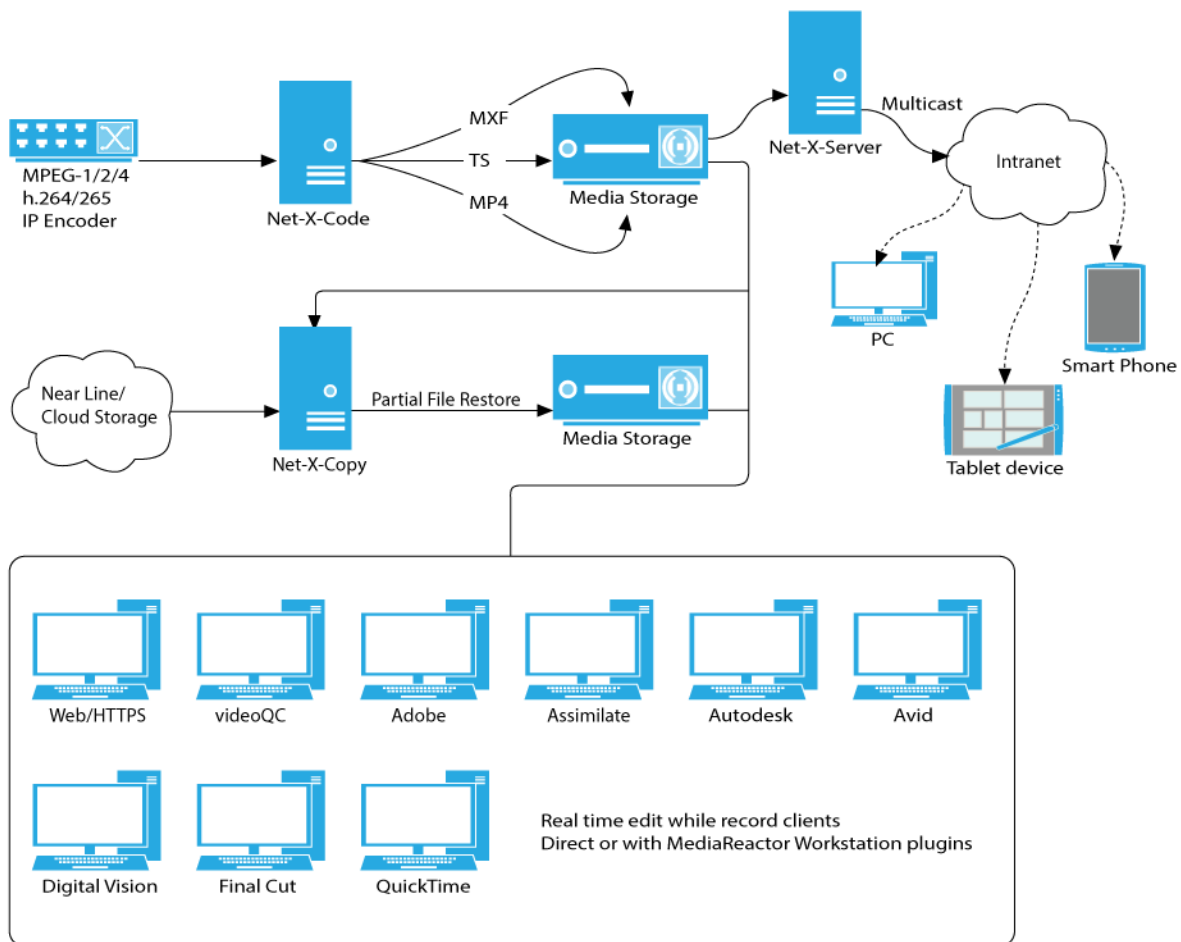 MXF
Multicast
Net-X-Server
TS
Intranet
MPEG-1/2/4
h.264/265
IP Encoder
Net-X-Code
MP4
Media Storage
PC
Smart Phone
Near Line/
Cloud Storage
Partial File Restore
Net-X-Copy
Media Storage
Tablet device
Web/HTTPS
videoQC
Adobe
Assimilate
Autodesk
Avid
Real time edit while record clients
Direct or with MediaReactor Workstation plugins
Digital Vision
Final Cut
QuickTime